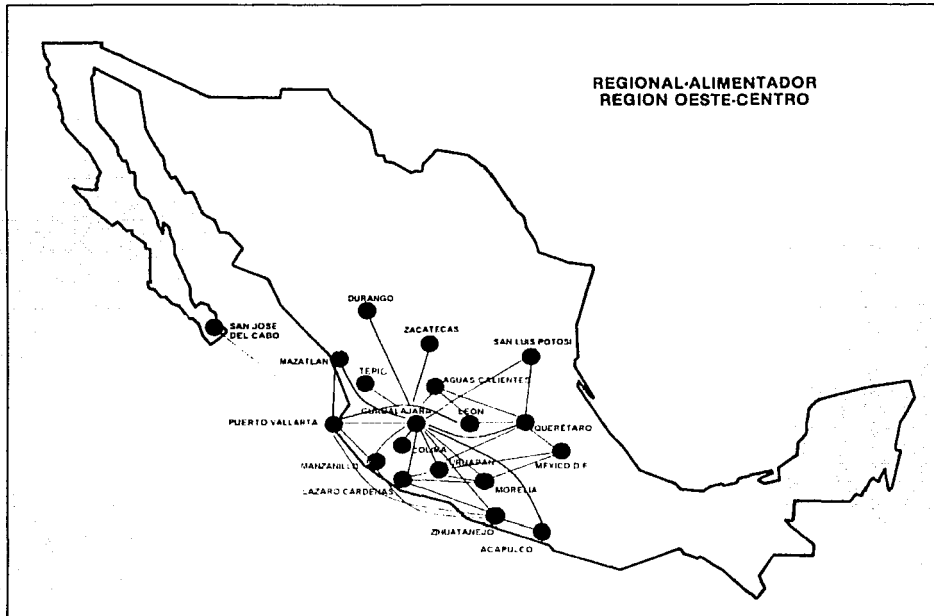 REGIONAL-ALIMENTADOR
REGION OESTE-CENTRO
DURANGO
SAN JOSE
DEL CABO
ZACATECAS
SAN LUIS POTOSI
MAZATLAN
TEPIC
AGUAS CALIENTES
GUADALAJARA
LEON
PUERTO VALLARTA
QUERÉTARO
COLIMA
MEXICO D.F.
MANZANILLO
URUAPAN
LAZARO CARDENAS
MORELIA
ZIHUATANEJO
ACAPULCO